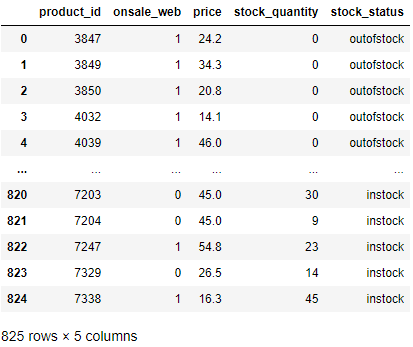 product_id onsale_web price stock_quantity stock_status
0 3847 1 24.2 0 outofstock
1 3849 1 34.3 0 outofstock
2 3850 1 20.8 0 outofstock
3 4032 1 14.1 0 outofstock
4 4039 1 46.0 0 outofstock
... ... ... ... ... ...
820 7203 0 45.0 30 instock
821 7204 0 45.0 9 instock
822 7247 1 54.8 23 instock
823 7329 0 26.5 14 instock
824 7338 1 16.3 45 instock
825 rows × 5 columns